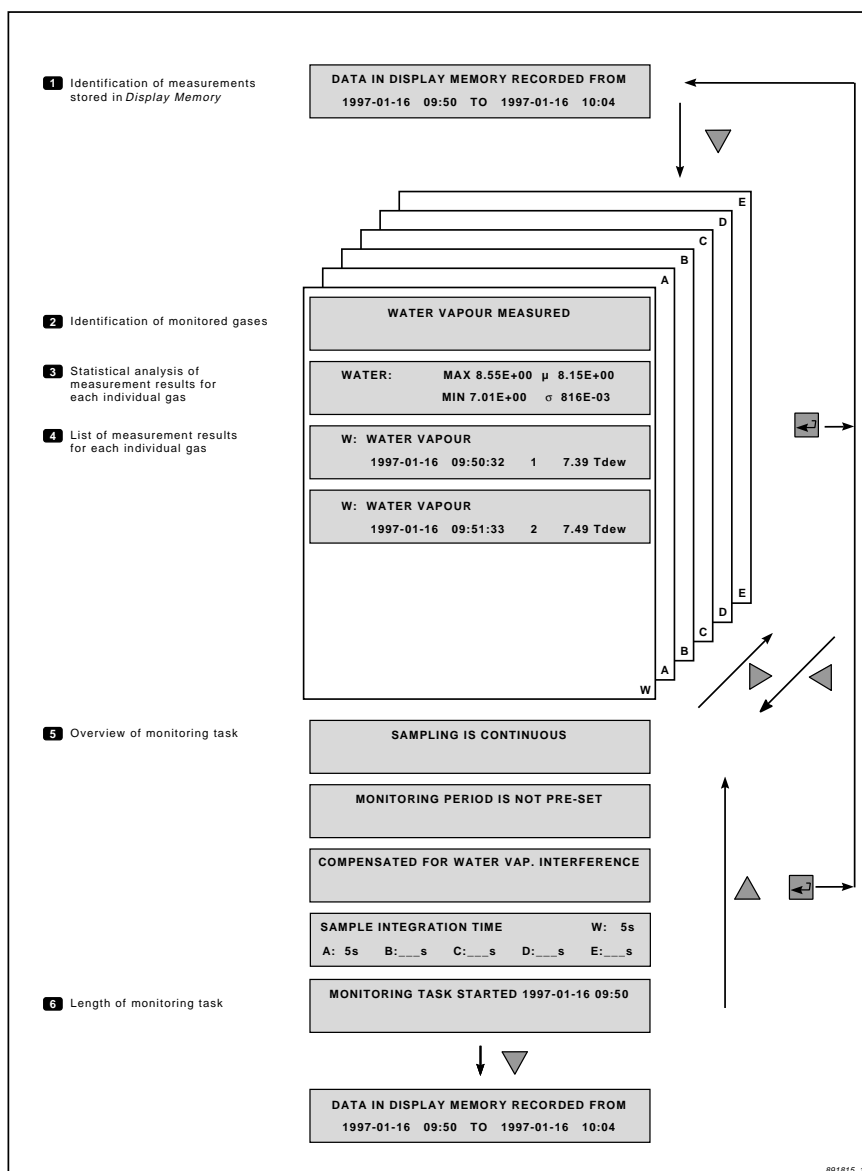 1 Identification of measurements
stored in Display Memory
DATA IN DISPLAY MEMORY RECORDED FROM
1997-01-16 09:50 TO 1997-01-16 10:04
E
D
C
B
A
2 Identification of monitored gases
WATER VAPOUR MEASURED
3 Statistical analysis of
measurement results for
each individual gas
WATER: MAX 8.55E+00 µ 8.15E+00
MIN 7.01E+00 σ 816E-03
4 List of measurement results
for each individual gas
W: WATER VAPOUR
1997-01-16 09:50:32 1 7.39 Tdew
W: WATER VAPOUR
1997-01-16 09:51:33 2 7.49 Tdew
E
D
C
B
A
W
5 Overview of monitoring task
SAMPLING IS CONTINUOUS
MONITORING PERIOD IS NOT PRE-SET
COMPENSATED FOR WATER VAP. INTERFERENCE
SAMPLE INTEGRATION TIME W: 5s
A: 5s B:___s C:___s D:___s E:___s
6 Length of monitoring task
MONITORING TASK STARTED 1997-01-16 09:50
DATA IN DISPLAY MEMORY RECORDED FROM
1997-01-16 09:50 TO 1997-01-16 10:04